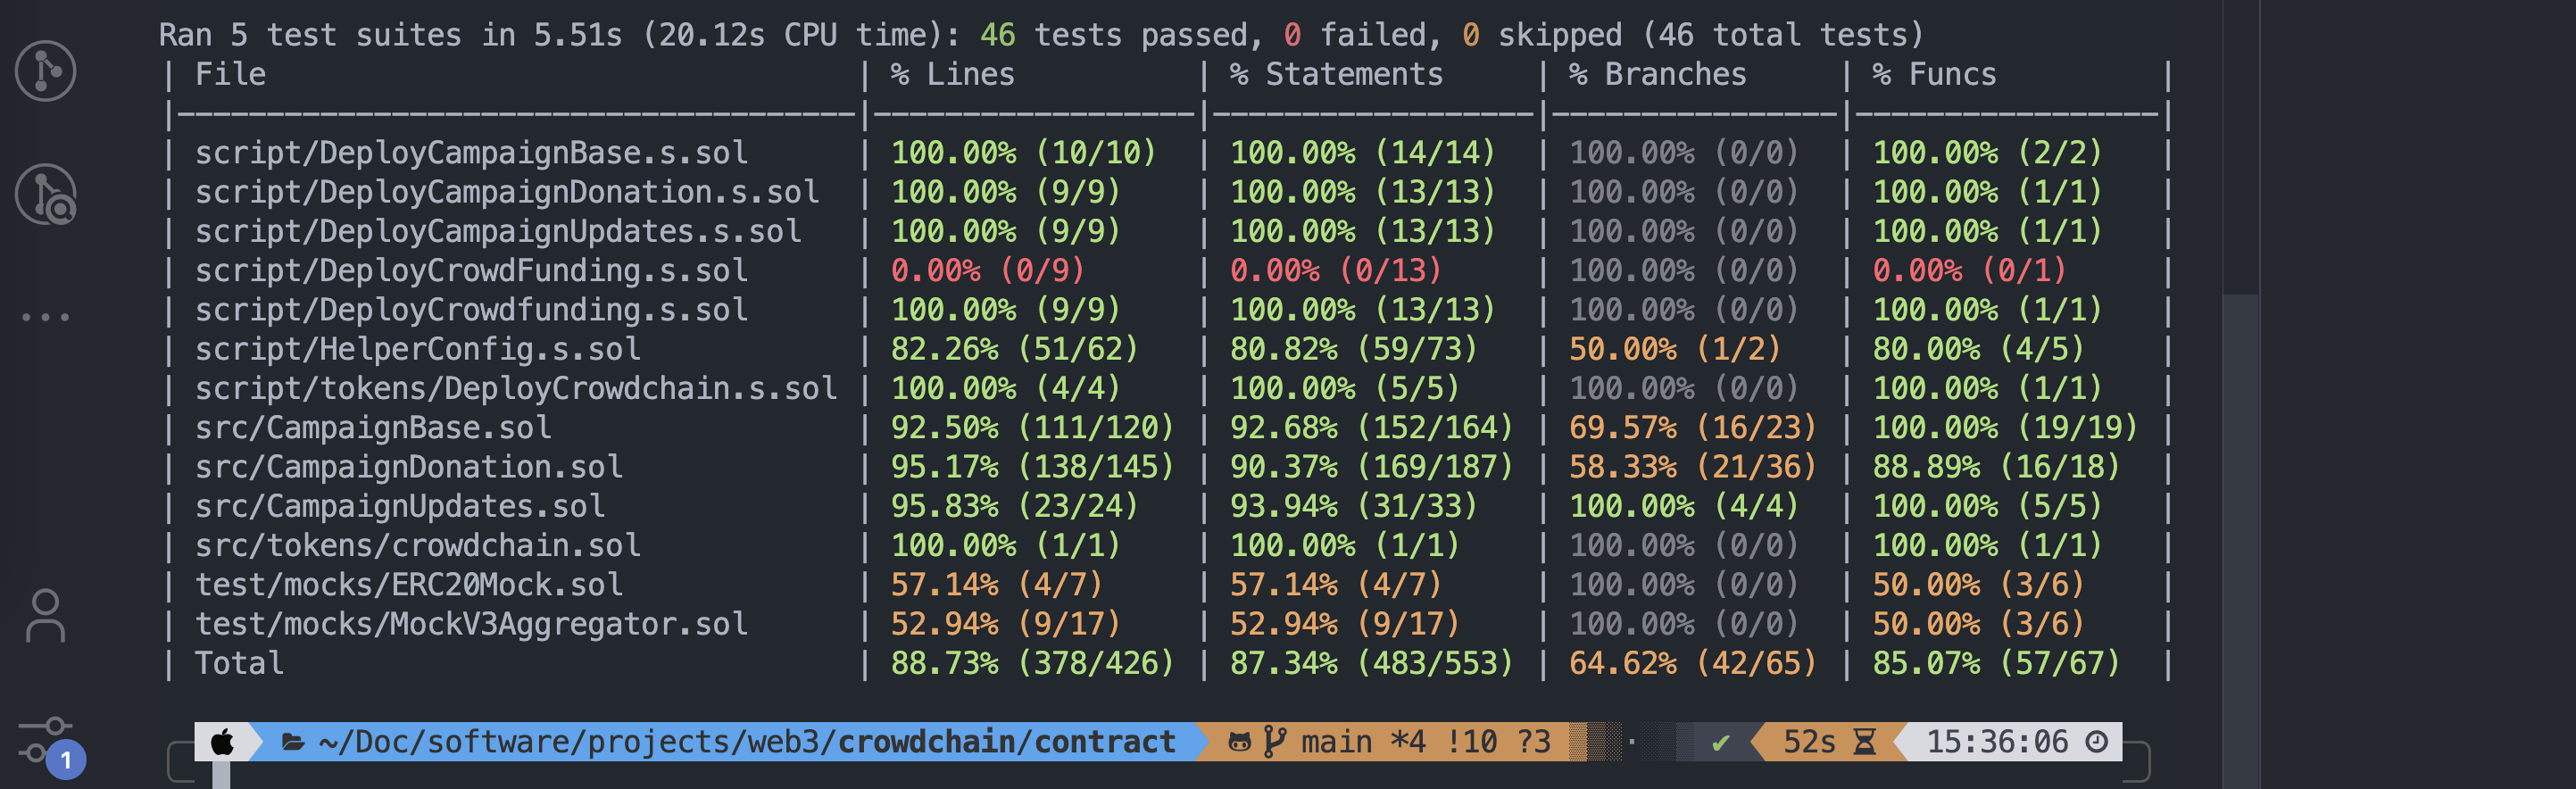 Ran 5 test suites in 5.51s (20.12s CPU time): 46 tests passed, 0 failed, 0 skipped (46 total tests)
| File | % Lines | % Statements | % Branches | % Funcs |
|--------------------------------------|------------------|------------------|----------------|-----------------|
| script/DeployCampaignBase.s.sol | 100.00% (10/10) | 100.00% (14/14) | 100.00% (0/0) | 100.00% (2/2) |
| script/DeployCampaignDonation.s.sol | 100.00% (9/9) | 100.00% (13/13) | 100.00% (0/0) | 100.00% (1/1) |
| script/DeployCampaignUpdates.s.sol | 100.00% (9/9) | 100.00% (13/13) | 100.00% (0/0) | 100.00% (1/1) |
| script/DeployCrowdFunding.s.sol | 0.00% (0/9) | 0.00% (0/13) | 100.00% (0/0) | 0.00% (0/1) |
| script/DeployCrowdfunding.s.sol | 100.00% (9/9) | 100.00% (13/13) | 100.00% (0/0) | 100.00% (1/1) |
| script/HelperConfig.s.sol | 82.26% (51/62) | 80.82% (59/73) | 50.00% (1/2) | 80.00% (4/5) |
| script/tokens/DeployCrowdchain.s.sol | 100.00% (4/4) | 100.00% (5/5) | 100.00% (0/0) | 100.00% (1/1) |
| src/CampaignBase.sol | 92.50% (111/120) | 92.68% (152/164) | 69.57% (16/23) | 100.00% (19/19) |
| src/CampaignDonation.sol | 95.17% (138/145) | 90.37% (169/187) | 58.33% (21/36) | 88.89% (16/18) |
| src/CampaignUpdates.sol | 95.83% (23/24) | 93.94% (31/33) | 100.00% (4/4) | 100.00% (5/5) |
| src/tokens/crowdchain.sol | 100.00% (1/1) | 100.00% (1/1) | 100.00% (0/0) | 100.00% (1/1) |
| test/mocks/ERC20Mock.sol | 57.14% (4/7) | 57.14% (4/7) | 100.00% (0/0) | 50.00% (3/6) |
| test/mocks/MockV3Aggregator.sol | 52.94% (9/17) | 52.94% (9/17) | 100.00% (0/0) | 50.00% (3/6) |
| Total | 88.73% (378/426) | 87.34% (483/553) | 64.62% (42/65) | 85.07% (57/67) |
~/Doc/software/projects/web3/crowdchain/contract main *4 !10 ?3 ✔ 52s 15:36:06
1